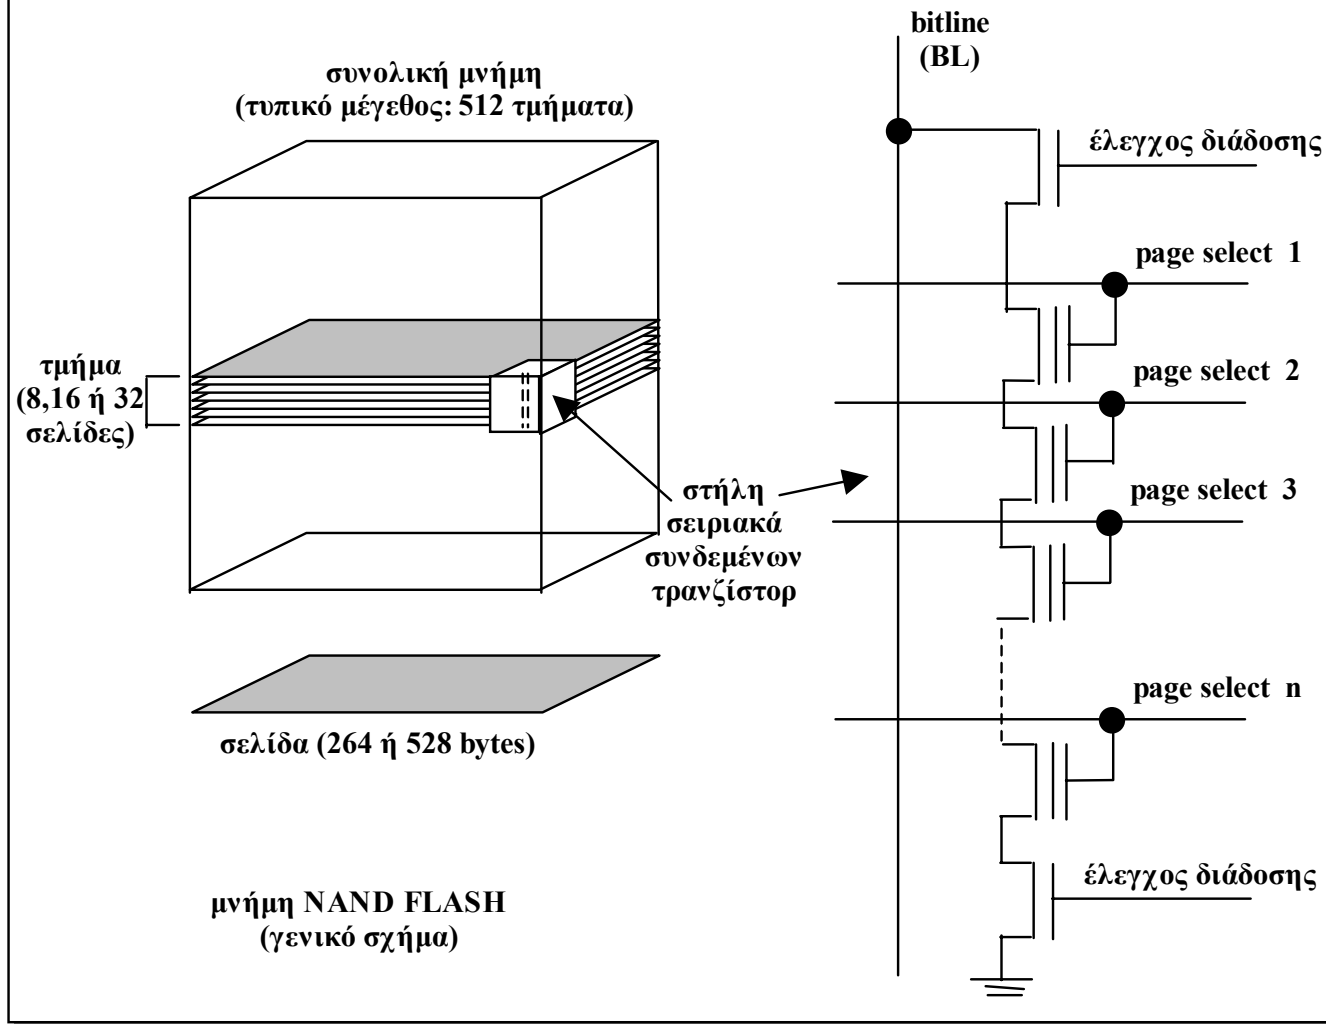 συνολική μνήμη
(τυπικό μέγεθος: 512 τμήματα)
τμήμα
(8,16 ή 32
σελίδες)
στήλη
σειριακά
συνδεμένων
τρανζίστορ
σελίδα (264 ή 528 bytes)
μνήμη NAND FLASH
(γενικό σχήμα)
bitline
(BL)
έλεγχος διάδοσης
page select 1
page select 2
page select 3
page select n
έλεγχος διάδοσης